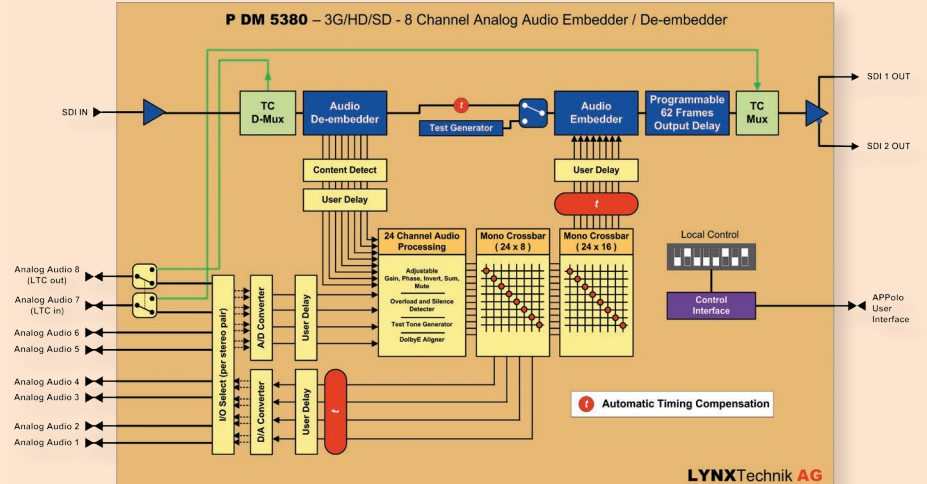 P DM 5380 – 3G/HD/SD - 8 Channel Analog Audio Embedder / De-embedder
SDI IN
TC
D-Mux
Audio
De-embedder
t
Test Generator
Audio
Embedder
Programmable
62 Frames
Output Delay
TC
Mux
SDI 1 OUT
SDI 2 OUT
Content Detect
User Delay
User Delay
t
24 Channel Audio
Processing
Adjustable
Gain, Phase, Invert, Sum,
Mute
Overload and Silence
Detecter
Test Tone Generator
DolbyE Aligner
Mono Crossbar
( 24 x 8 )
Mono Crossbar
( 24 x 16 )
Local Control
Control
Interface
APPolo
User
Interface
Analog Audio 8
(LTC out)
Analog Audio 7
(LTC in)
Analog Audio 6
Analog Audio 5
Analog Audio 4
Analog Audio 3
Analog Audio 2
Analog Audio 1
I/O Select (per stereo pair)
A/D Converter
User Delay
D/A Converter
User Delay
t
t Automatic Timing Compensation
LYNXTechnik AG